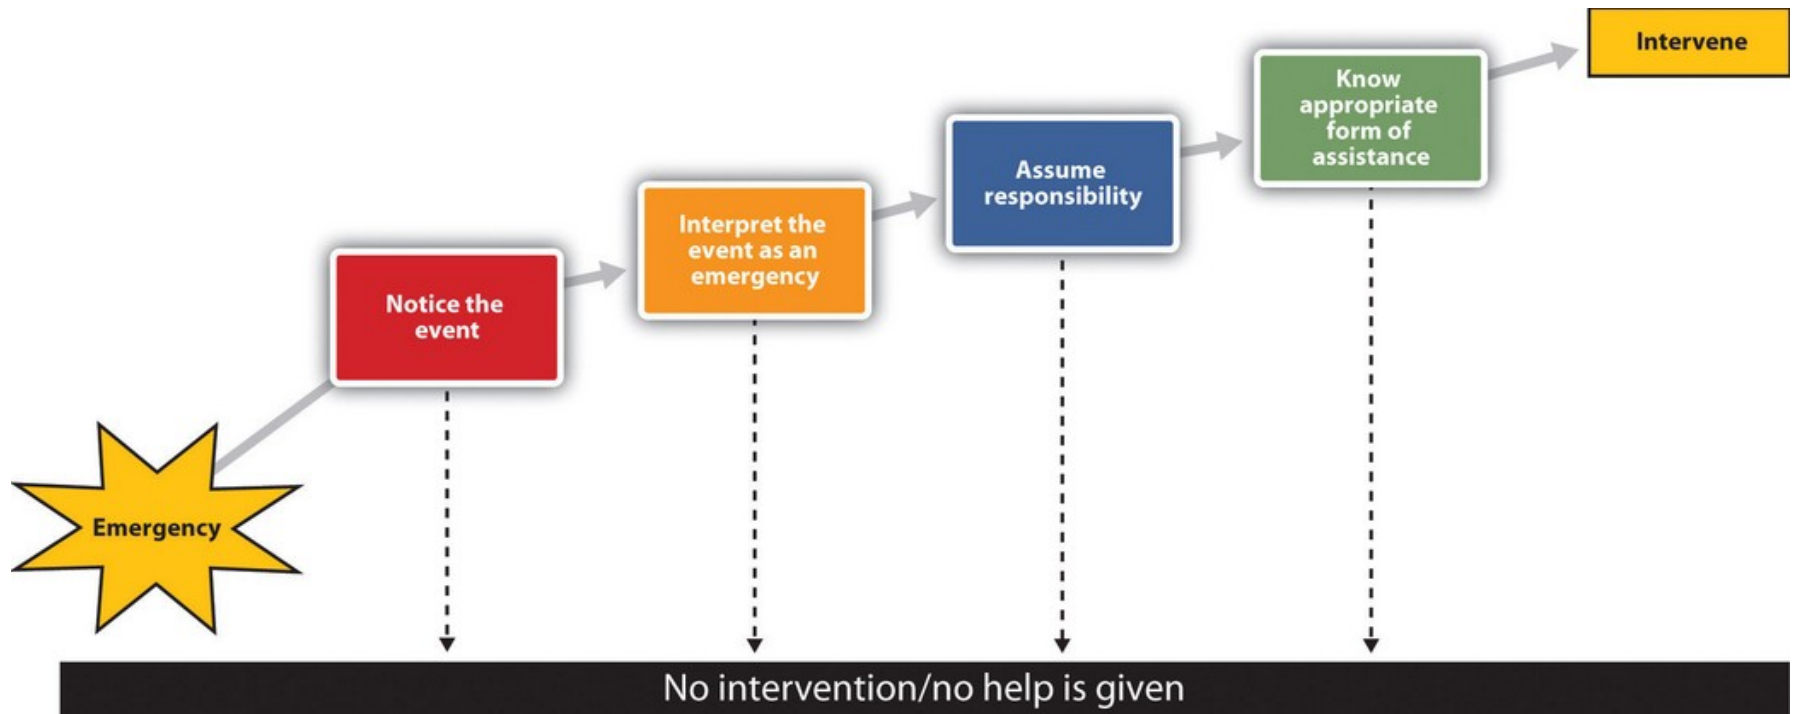 Emergency
Notice the
event
Interpret the
event as an
emergency
Assume
responsibility
Know
appropriate
form of
assistance
Intervene
No intervention/no help is given